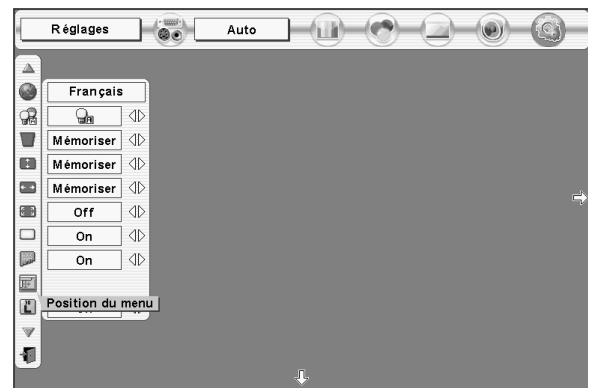 Réglages
Auto
Français
Mémoriser
Mémoriser
Mémoriser
Off
On
On
Position du menu